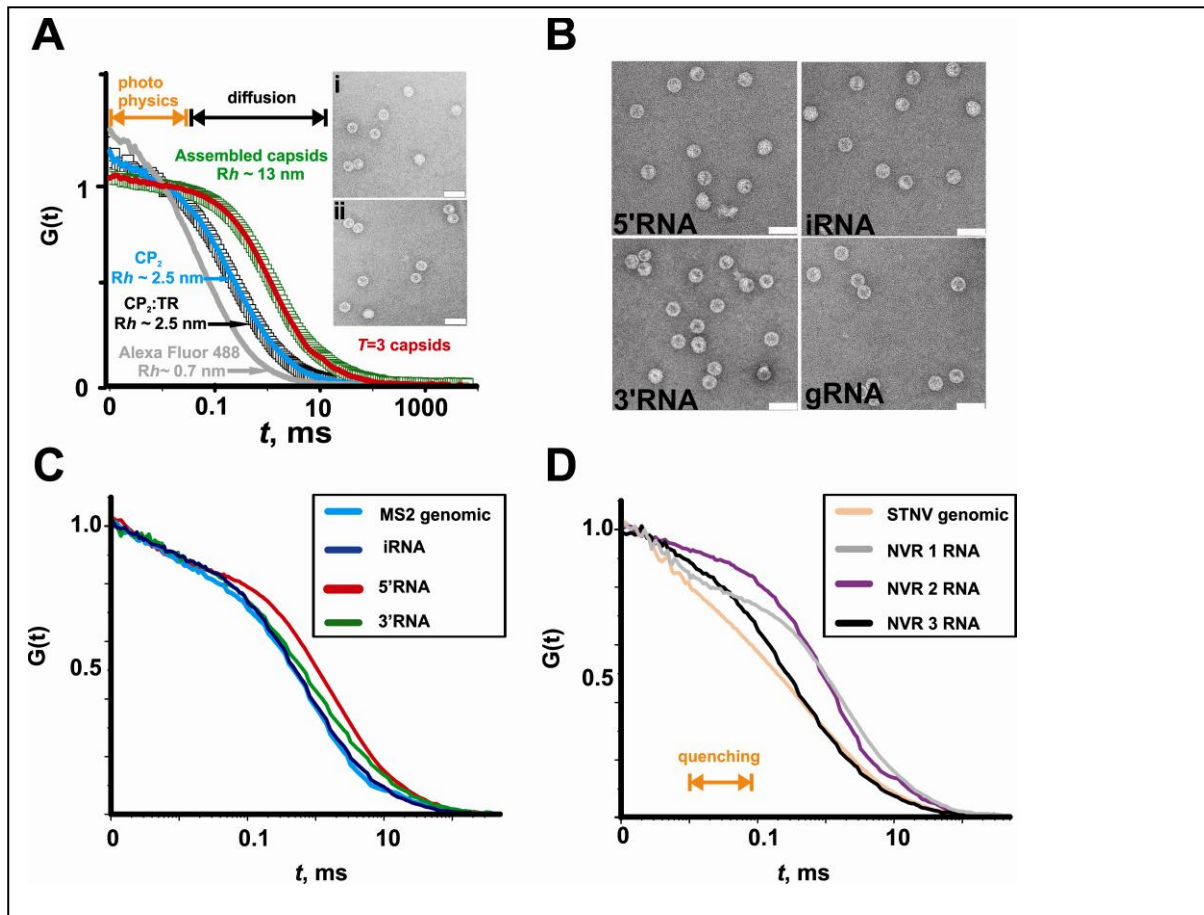 A
photo
physics
diffusion
i
Assembled capsids
Rh ~ 13 nm
1
G(t)
CP2
Rh ~ 2.5 nm
CP2:TR
Rh ~ 2.5 nm
Alexa Fluor 488
Rh~ 0.7 nm
ii
T=3 capsids
0
0 0.1 10 1000
t, ms
B
5'RNA
iRNA
3'RNA
gRNA
C
1.0
G(t)
0.5
MS2 genomic
iRNA
5'RNA
3'RNA
0 0.1 10
t, ms
D
1.0
G(t)
0.5
STNV genomic
NVR 1 RNA
NVR 2 RNA
NVR 3 RNA
quenching
0 0.1 10
t, ms